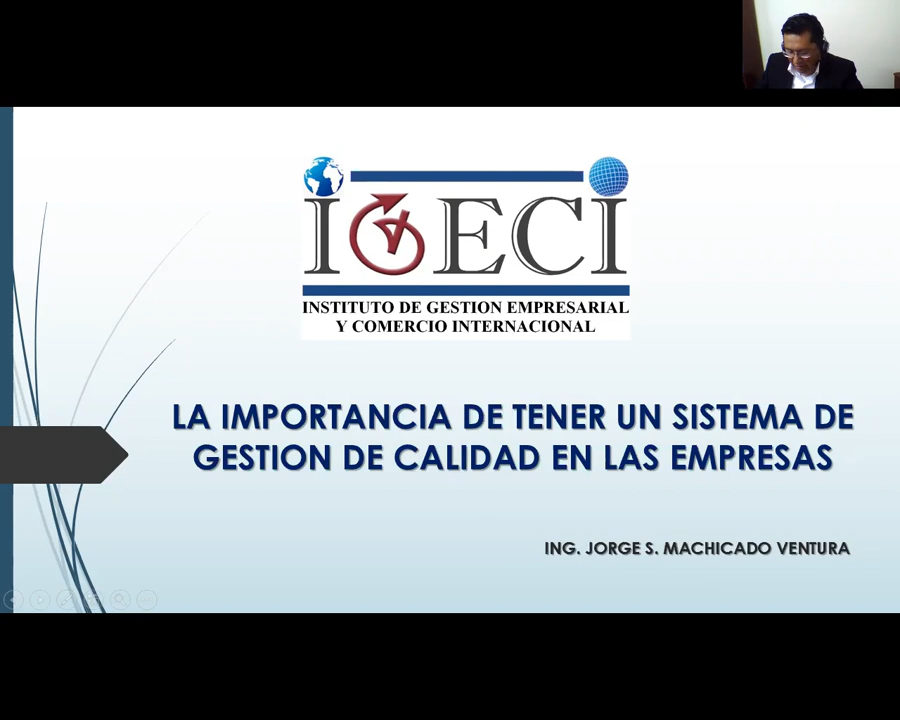 IGECI
INSTITUTO DE GESTION EMPRESARIAL
Y COMERCIO INTERNACIONAL
LA IMPORTANCIA DE TENER UN SISTEMA DE
GESTION DE CALIDAD EN LAS EMPRESAS
ING. JORGE S. MACHICADO VENTURA